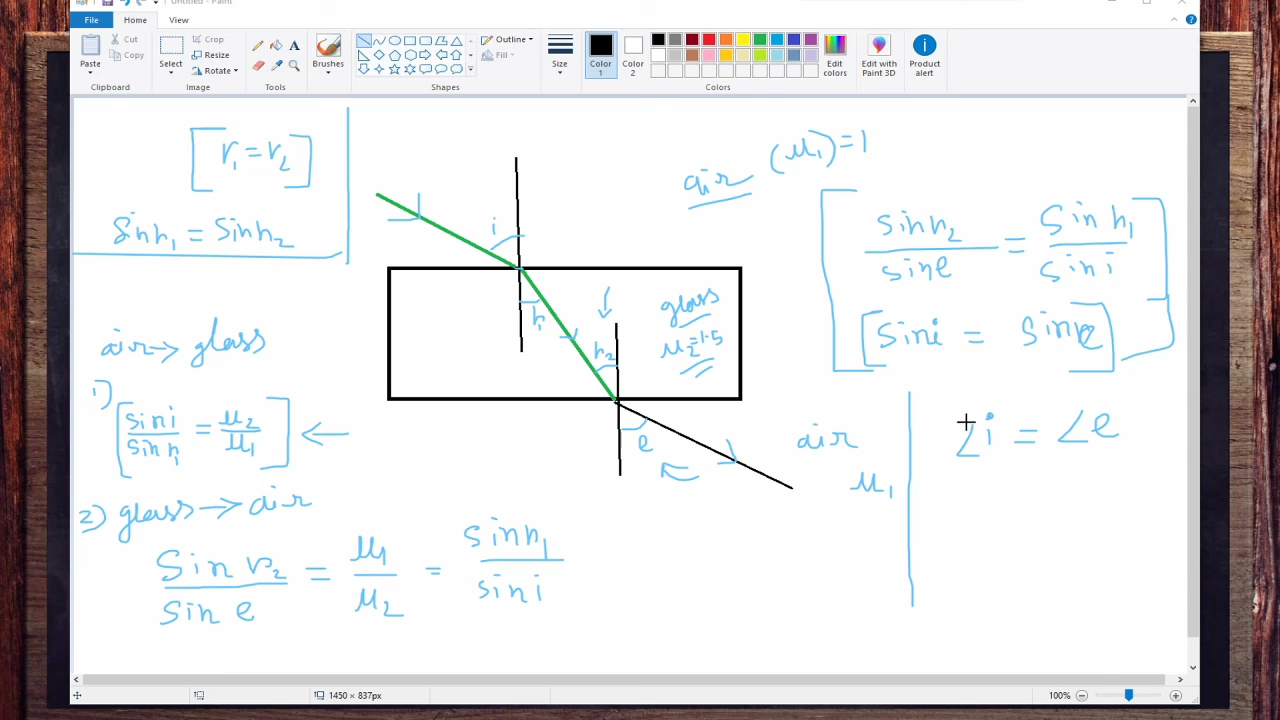 Untitled - Paint
File Home View
Paste
Cut
Copy
Clipboard
Select
Crop
Resize
Rotate
Image
Tools
Brushes
Shapes
Outline
Fill
Size
Color 1
Color 2
Colors
Edit colors
Edit with Paint 3D
Product alert
[r₁ = r₂]
sin r₁ = sin r₂
air → glass
1) [sin i / sin r₁ = μ₂ / μ₁] ←
2) glass → air
sin r₂ / sin e = μ₁ / μ₂ = sin r₁ / sin i
i
r₁
r₂
e
glass
μ₂ = 1.5
air (μ₁) = 1
air
μ₁
[sin r₂ / sin e = sin r₁ / sin i
[sin i = sin e]]
∠i = ∠e
1450 × 837px
100%